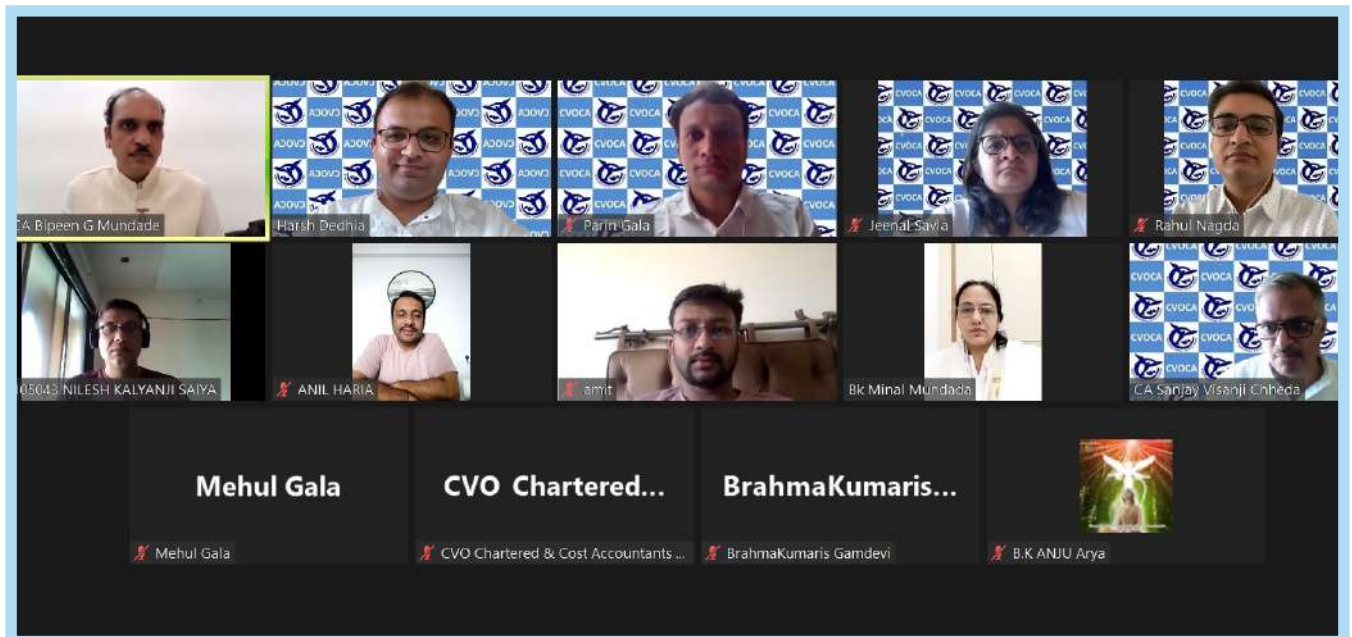 CA Bipeen G Mundade
Harsh Dedhia
Parin Gala
Jeenal Savla
Rahul Nagda
CVOCA
105043 NILESH KALYANJI SAIYA
ANIL HARIA
amit
Bk Minal Mundada
CA Sanjay Visanji Chheda
Mehul Gala
CVO Chartered...
BrahmaKumaris...
Mehul Gala
CVO Chartered & Cost Accountants ...
BrahmaKumaris Gamdevi
B.K ANJU Arya